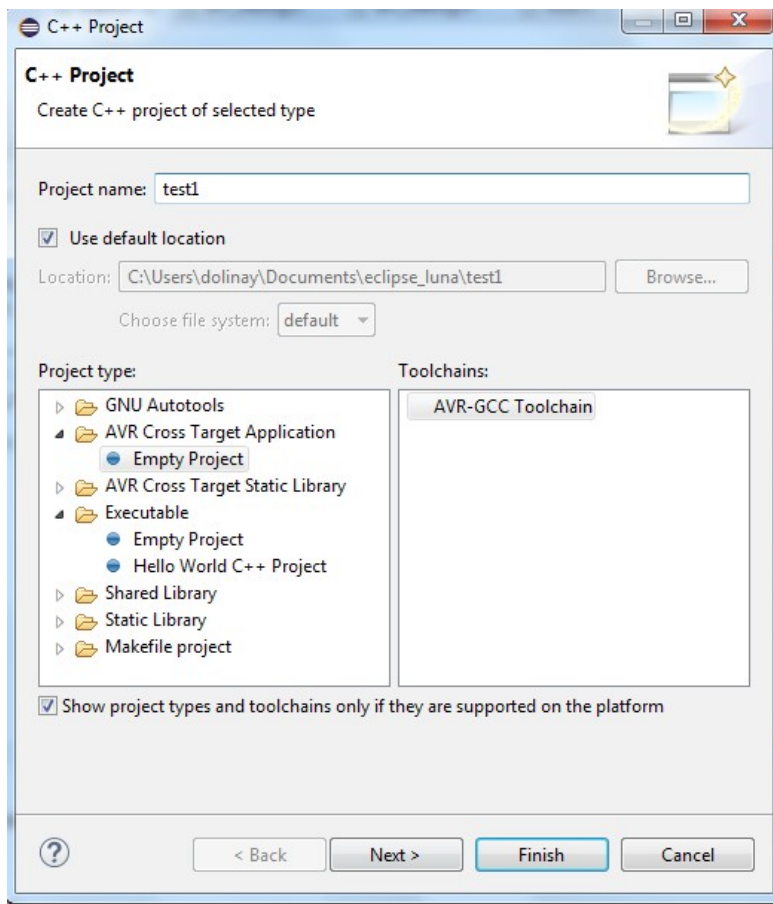 C++ Project
C++ Project
Create C++ project of selected type
Project name: test1
Use default location
Location: C:\Users\dolinay\Documents\eclipse_luna\test1 Browse...
Choose file system: default
Project type: Toolchains:
GNU Autotools AVR-GCC Toolchain
AVR Cross Target Application
Empty Project
AVR Cross Target Static Library
Executable
Empty Project
Hello World C++ Project
Shared Library
Static Library
Makefile project
Show project types and toolchains only if they are supported on the platform
? < Back Next > Finish Cancel